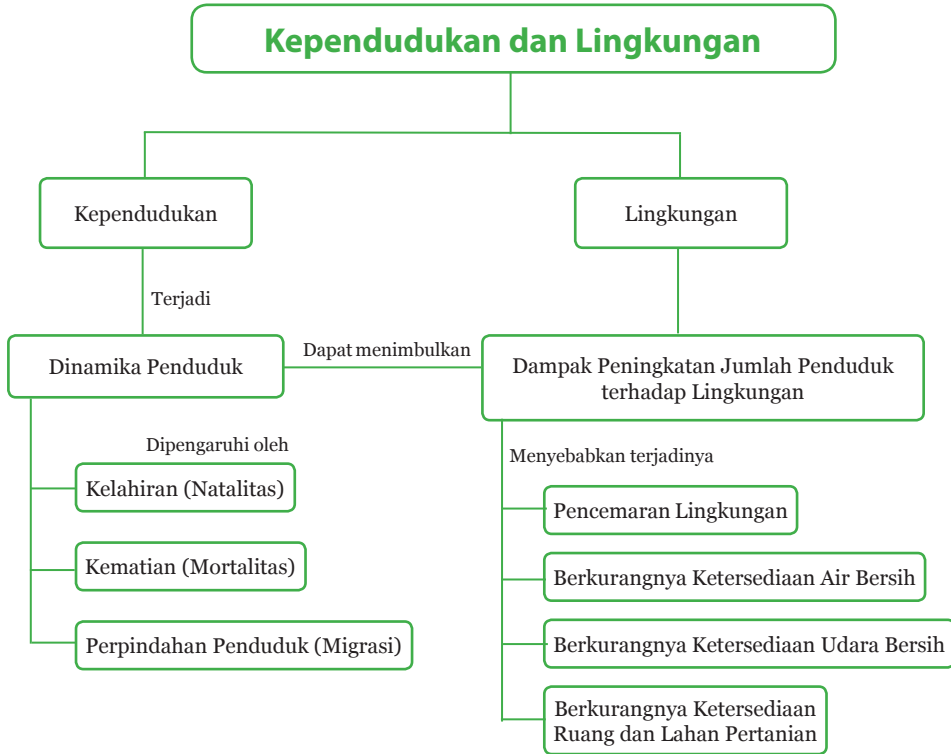 Kependudukan dan Lingkungan
Kependudukan
Lingkungan
Terjadi
Dinamika Penduduk
Dapat menimbulkan
Dampak Peningkatan Jumlah Penduduk
terhadap Lingkungan
Dipengaruhi oleh
Kelahiran (Natalitas)
Kematian (Mortalitas)
Perpindahan Penduduk (Migrasi)
Menyebabkan terjadinya
Pencemaran Lingkungan
Berkurangnya Ketersediaan Air Bersih
Berkurangnya Ketersediaan Udara Bersih
Berkurangnya Ketersediaan
Ruang dan Lahan Pertanian